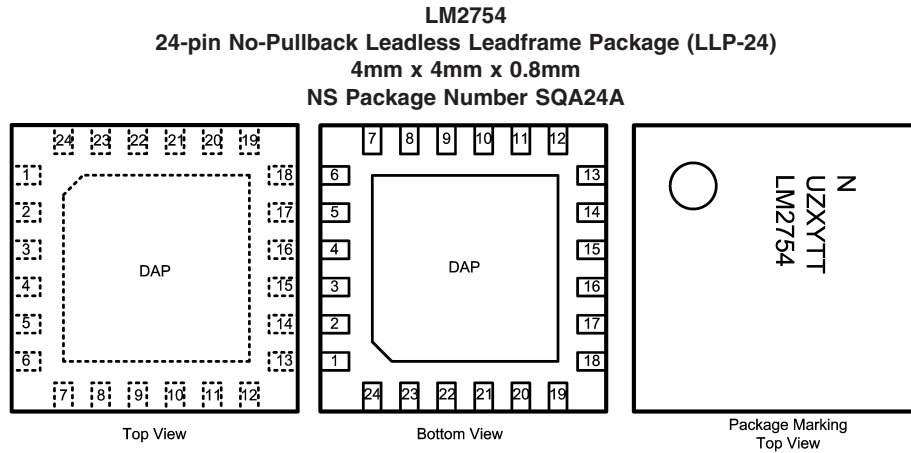 LM2754
24-pin No-Pullback Leadless Leadframe Package (LLP-24)
4mm x 4mm x 0.8mm
NS Package Number SQA24A
24 23 22 21 20 19
1 18
2 17
3 16
DAP
4 15
5 14
6 13
7 8 9 10 11 12
Top View
7 8 9 10 11 12
6 13
5 14
4 15
DAP
3 16
2 17
1 18
24 23 22 21 20 19
Bottom View
N
UZXYTT
LM2754
Package Marking
Top View